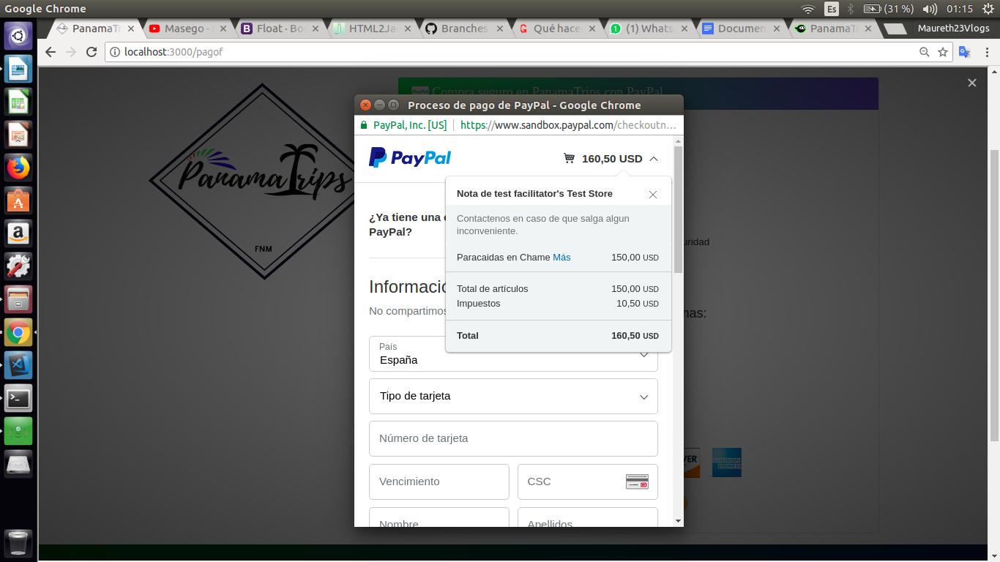 Google Chrome
Es
(31 %)
01:15
PanamaTr
Masego -
Float · Bo
HTML2Ja
Branches
Qué hace
(1) Whats
Documen
PanamaTr
Maureth23Vlogs
localhost:3000/pagof
Compra seguro en PanamaTrips con PayPal
PanamaTrips
FNM
Proceso de pago de PayPal - Google Chrome
PayPal, Inc. [US]
https://www.sandbox.paypal.com/checkoutn...
PayPal
160,50 USD
Nota de test facilitator's Test Store
Contactenos en caso de que salga algun
inconveniente.
¿Ya tiene una c
PayPal?
Paracaidas en Chame Más 150,00 USD
Total de artículos 150,00 USD
Impuestos 10,50 USD
Total 160,50 USD
Informació
No compartimos
País
España
Tipo de tarjeta
Número de tarjeta
Vencimiento
CSC
Nombre
Apellidos
uridad
nas:
VER
AMERICAN
EXPRESS